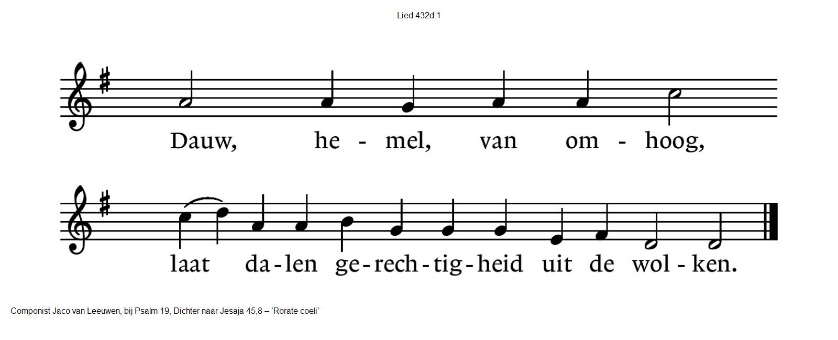 Lied 432d:1
Dauw, he - mel, van om - hoog,
laat da - len ge - rech - tig - heid uit de wol - ken.
Componist Jaco van Leeuwen, bij Psalm 19, Dichter naar Jesaja 45,8 – 'Rorate coeli'